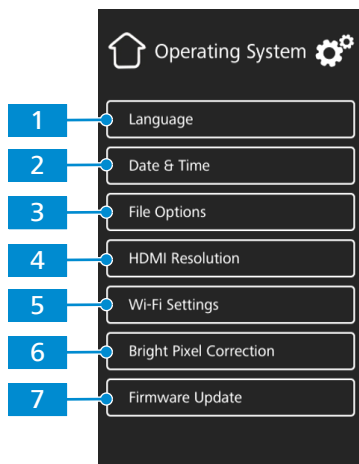 Operating System
1 Language
2 Date & Time
3 File Options
4 HDMI Resolution
5 Wi-Fi Settings
6 Bright Pixel Correction
7 Firmware Update